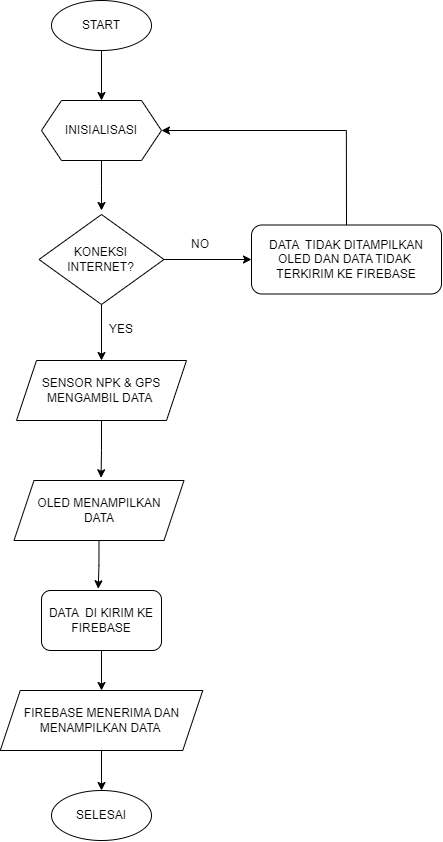 START
INISIALISASI
KONEKSI
INTERNET?
NO
DATA  TIDAK DITAMPILKAN
OLED DAN DATA TIDAK
TERKIRIM KE FIREBASE
YES
SENSOR NPK & GPS
MENGAMBIL DATA
OLED MENAMPILKAN
DATA
DATA  DI KIRIM KE
FIREBASE
FIREBASE MENERIMA DAN
MENAMPILKAN DATA
SELESAI